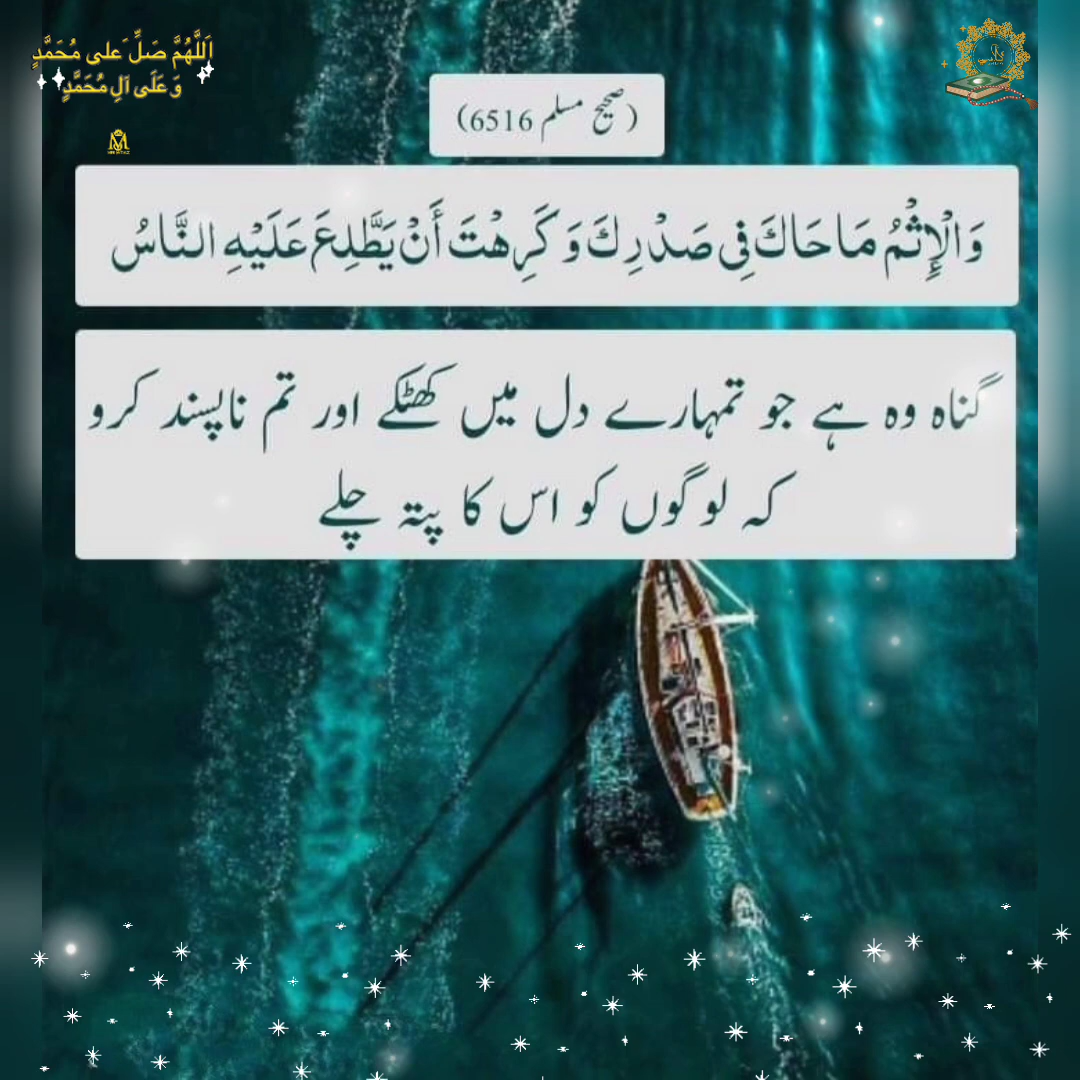 اَللَّهُمَّ صَلِّ عَلی مُحَمَّدٍ
وَ عَلَی آلِ مُحَمَّدٍ
(صحیح مسلم 6516)
وَالْإِثْمُ مَا حَاكَ فِي صَدْرِكَ وَ كَرِهْتَ أَنْ يَطَّلِعَ عَلَيْهِ النَّاسُ
گناہ وہ ہے جو تمہارے دل میں کھٹکے اور تم ناپسند کرو
کہ لوگوں کو اس کا پتہ چلے